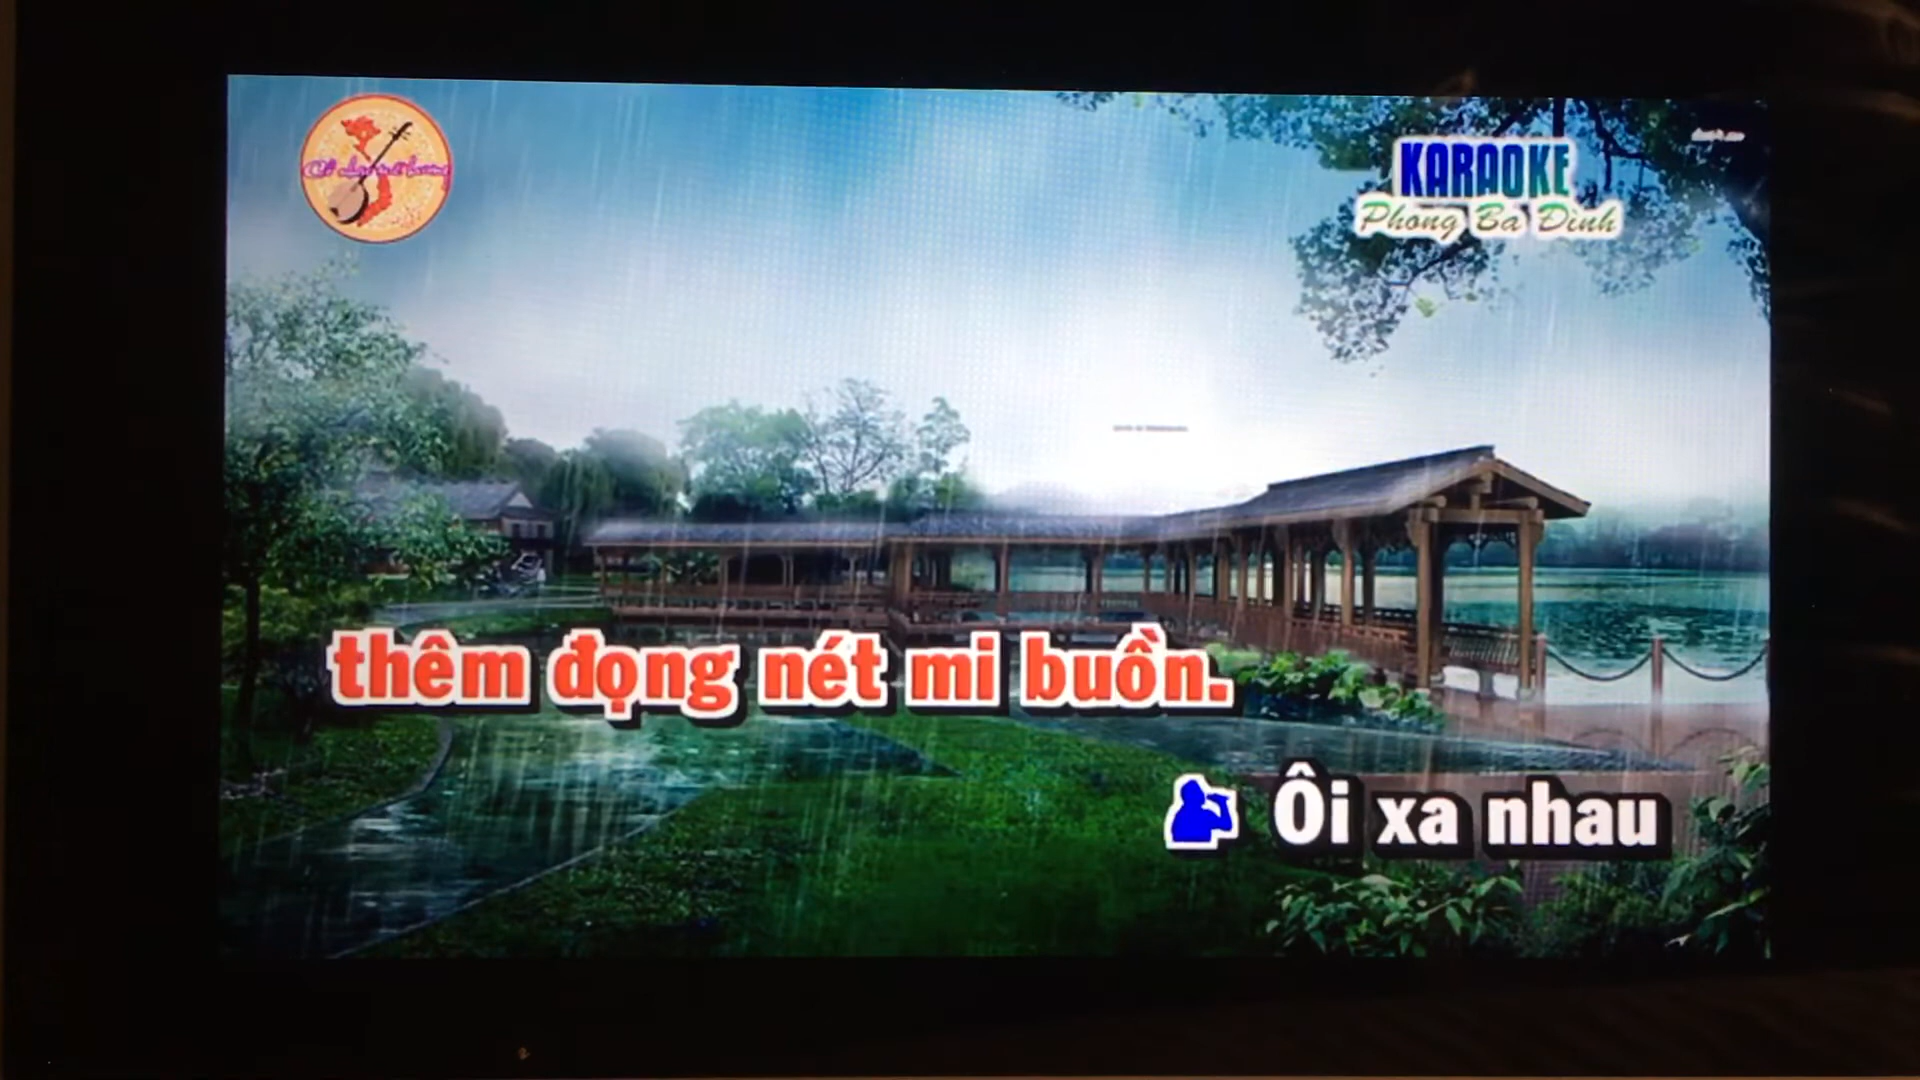 KARAOKE
Phong Ba Đình
thêm đọng nét mi buồn.
Ôi xa nhau